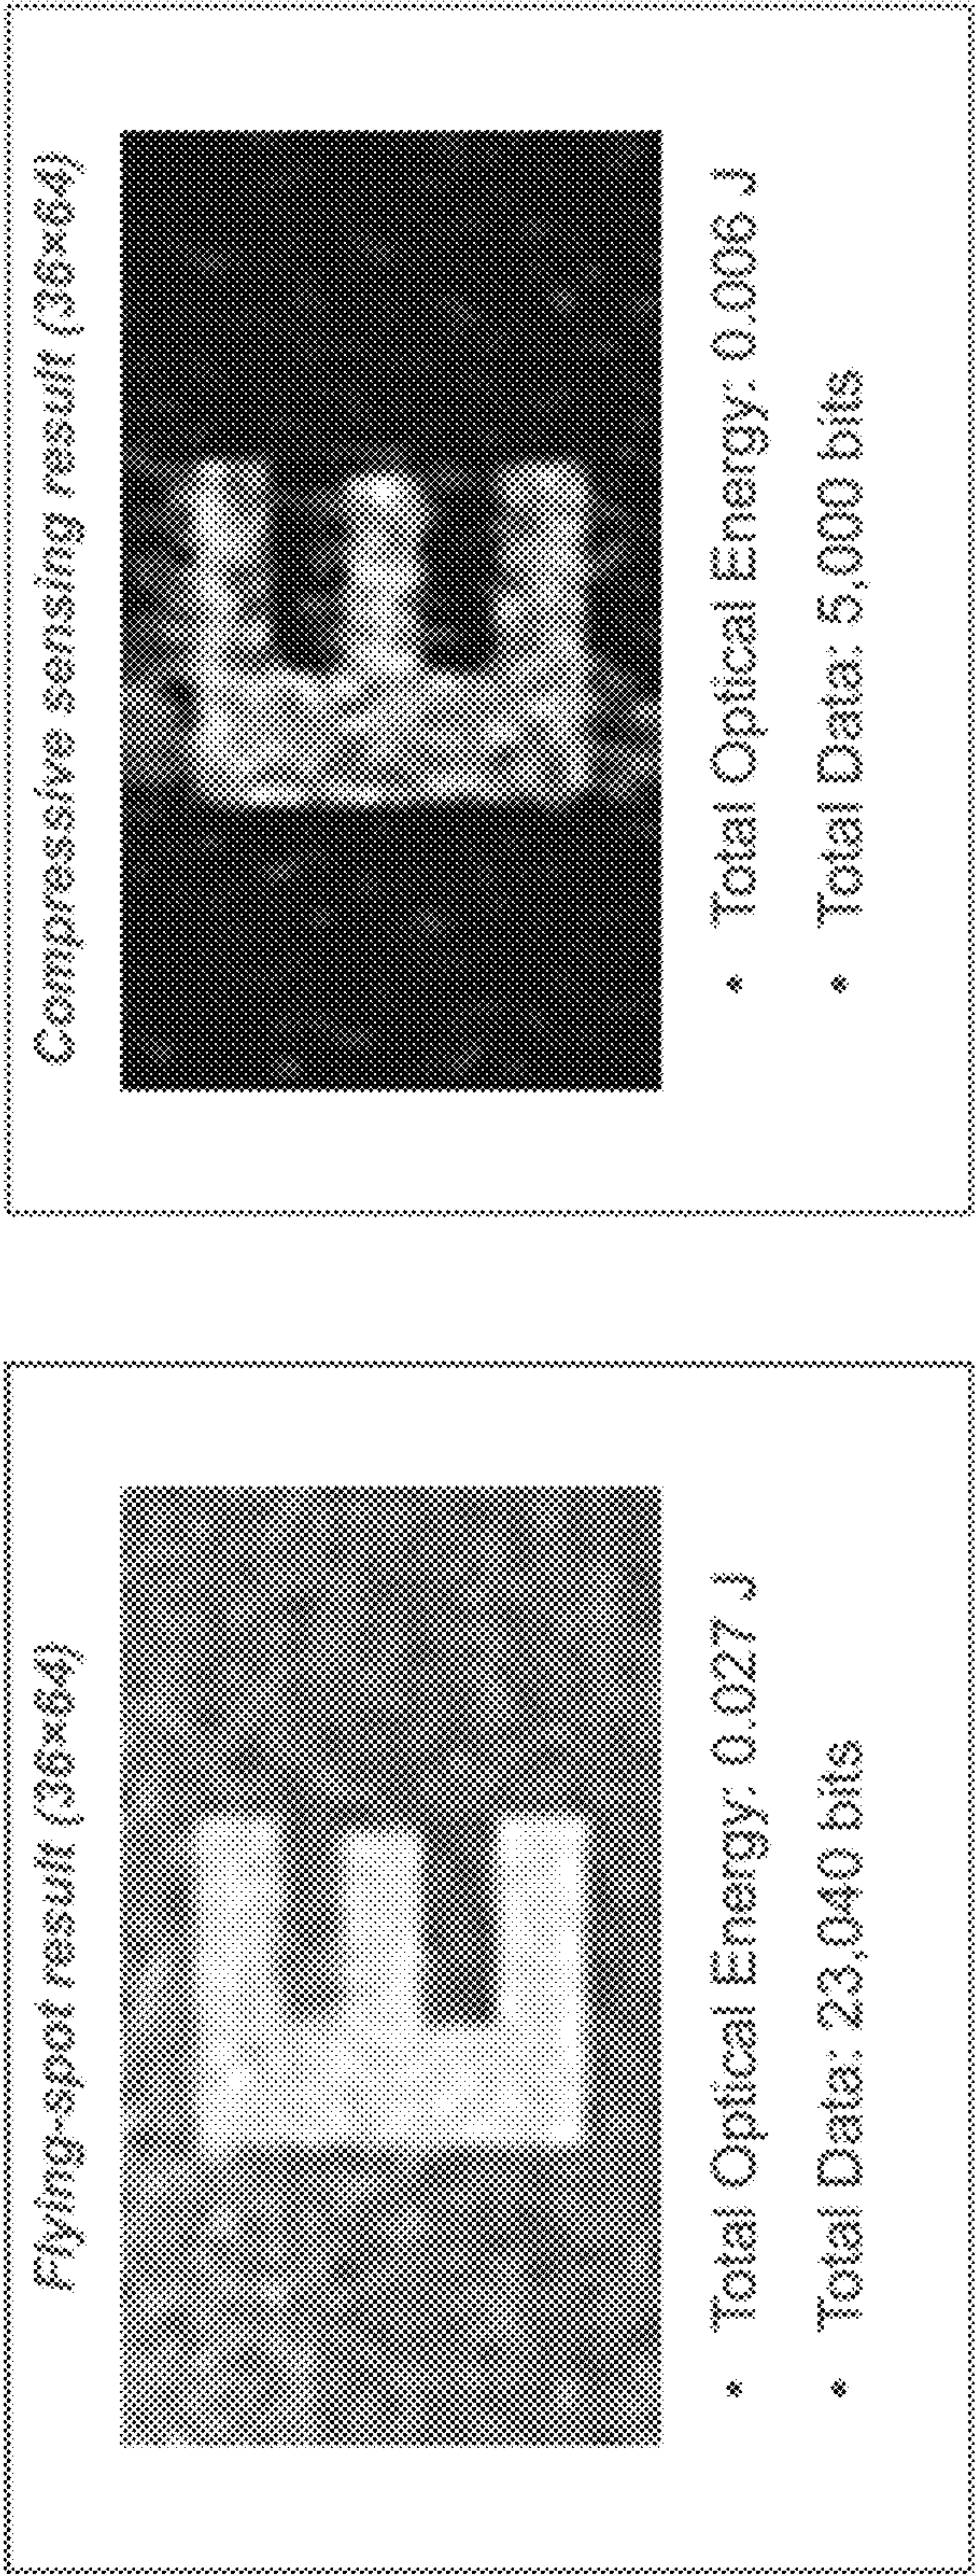 Flying-spot result (36×64)
• Total Optical Energy: 0.027 J
• Total Data: 23,040 bits
Compressive sensing result (36×64)
• Total Optical Energy: 0.006 J
• Total Data: 5,000 bits